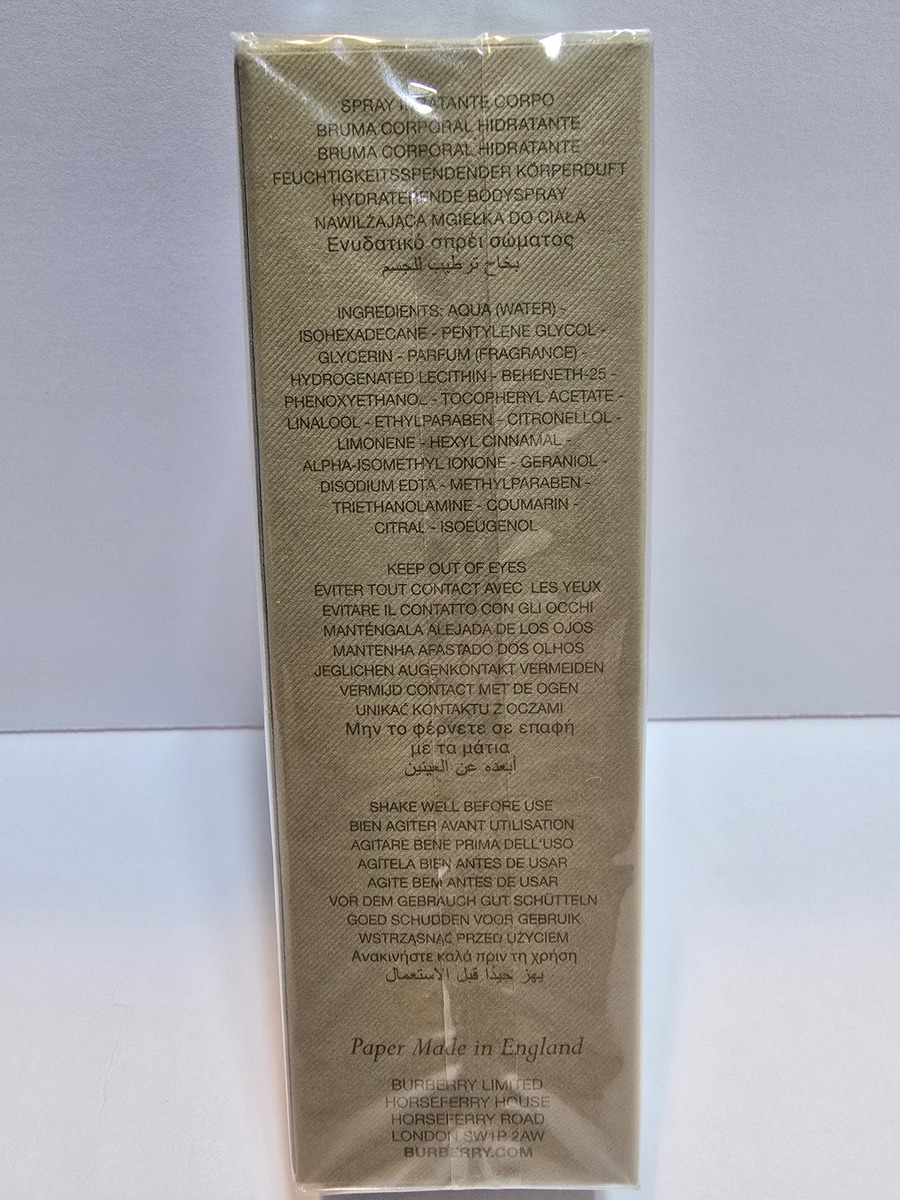 SPRAY IDRATANTE CORPO
BRUMA CORPORAL HIDRATANTE
BRUMA CORPORAL HIDRATANTE
FEUCHTIGKEITSSPENDENDER KÖRPERDUFT
HYDRATERENDE BODYSPRAY
NAWILŻAJĄCA MGIEŁKA DO CIAŁA
Ενυδατικό σπρέι σώματος
بخاخ ترطيب للجسم
INGREDIENTS: AQUA (WATER) -
ISOHEXADECANE - PENTYLENE GLYCOL -
GLYCERIN - PARFUM (FRAGRANCE) -
HYDROGENATED LECITHIN - BEHENETH-25 -
PHENOXYETHANOL - TOCOPHERYL ACETATE -
LINALOOL - ETHYLPARABEN - CITRONELLOL -
LIMONENE - HEXYL CINNAMAL -
ALPHA-ISOMETHYL IONONE - GERANIOL -
DISODIUM EDTA - METHYLPARABEN -
TRIETHANOLAMINE - COUMARIN -
CITRAL - ISOEUGENOL
KEEP OUT OF EYES
ÉVITER TOUT CONTACT AVEC LES YEUX
EVITARE IL CONTATTO CON GLI OCCHI
MANTÉNGALA ALEJADA DE LOS OJOS
MANTENHA AFASTADO DOS OLHOS
JEGLICHEN AUGENKONTAKT VERMEIDEN
VERMIJD CONTACT MET DE OGEN
UNIKAĆ KONTAKTU Z OCZAMI
Μην το φέρνετε σε επαφή
με τα μάτια
أبعده عن العينين
SHAKE WELL BEFORE USE
BIEN AGITER AVANT UTILISATION
AGITARE BENE PRIMA DELL'USO
AGÍTELA BIEN ANTES DE USAR
AGITE BEM ANTES DE USAR
VOR DEM GEBRAUCH GUT SCHÜTTELN
GOED SCHUDDEN VOOR GEBRUIK
WSTRZĄSNĄĆ PRZED UŻYCIEM
Ανακινήστε καλά πριν τη χρήση
يهز جيدًا قبل الاستعمال
Paper Made in England
BURBERRY LIMITED
HORSEFERRY HOUSE
HORSEFERRY ROAD
LONDON SW1P 2AW
BURBERRY.COM